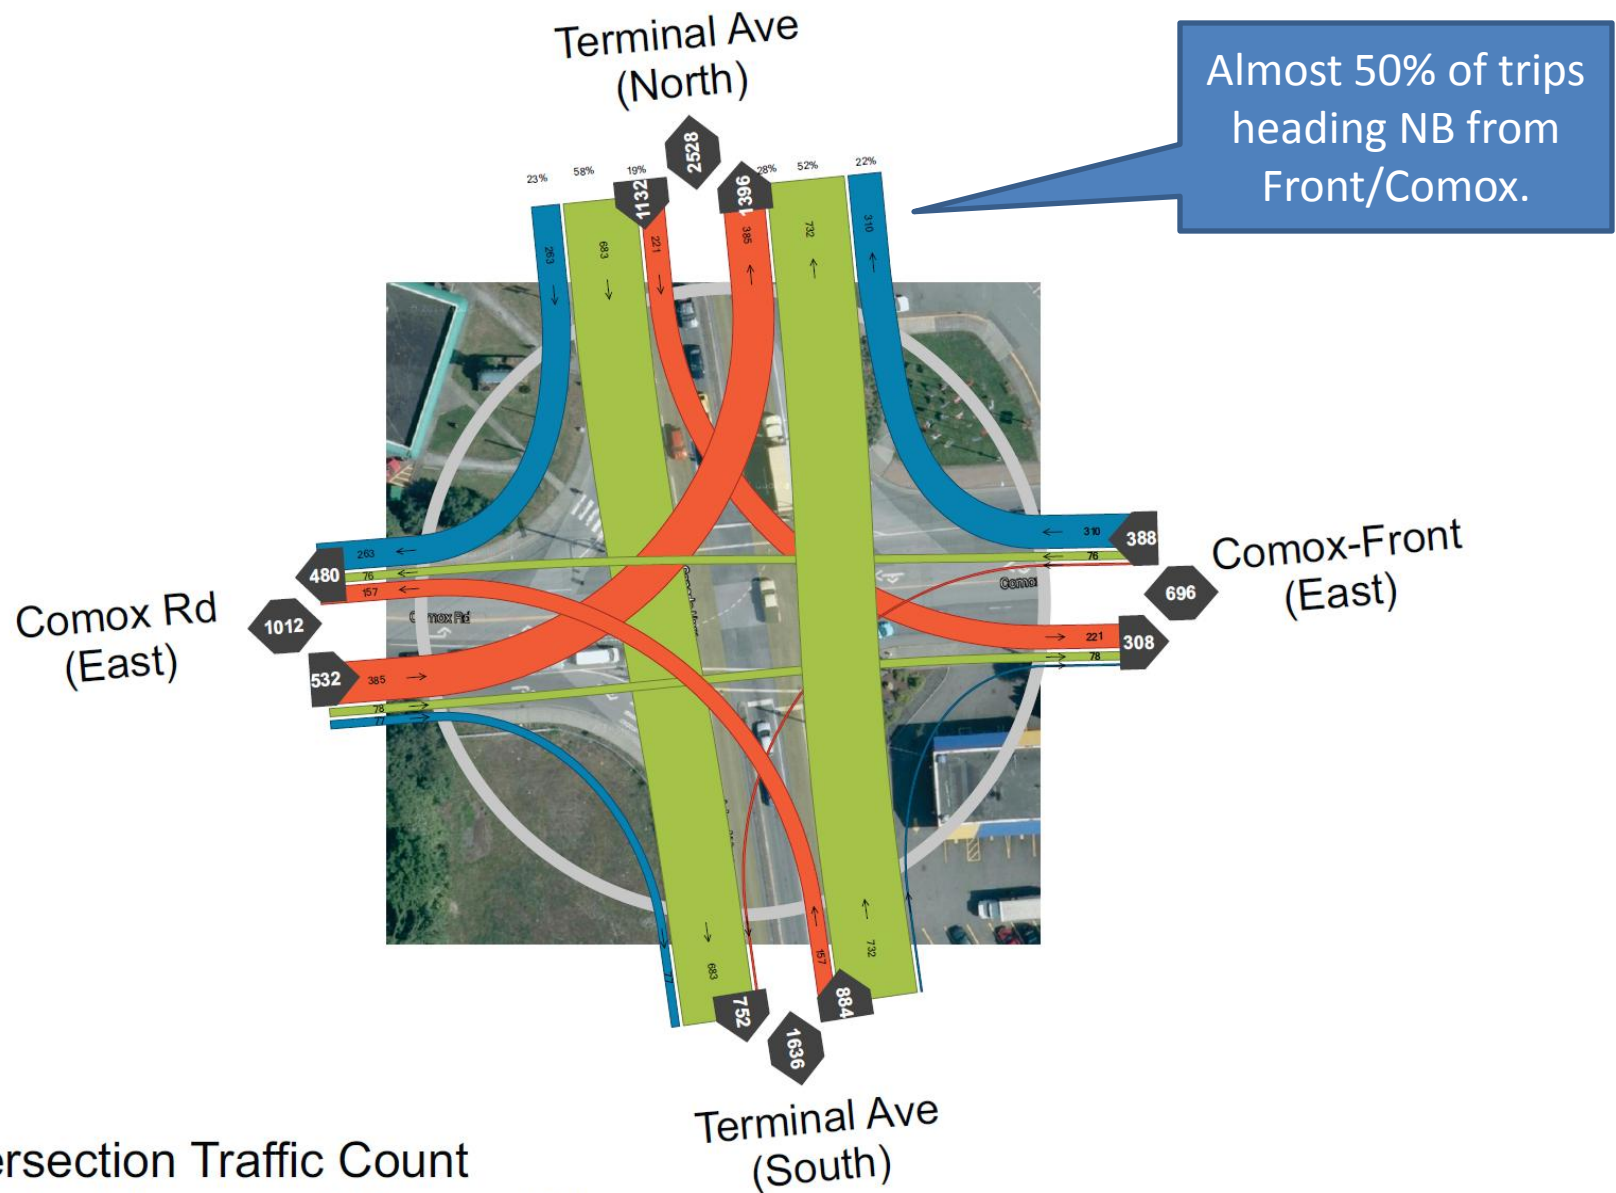 Terminal Ave
(North)
Almost 50% of trips
heading NB from
Front/Comox.
2528
23%
58%
19%
1132
1396
28%
52%
22%
263
683
221
385
732
310
263
76
157
480
Comox Rd
(East)
1012
532
385
78
77
Comox Rd
310
76
388
Comox-Front
(East)
696
221
78
308
77
683
752
157
884
732
1636
Terminal Ave
(South)
ersection Traffic Count